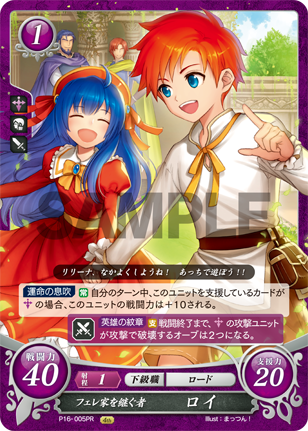 1
SAMPLE
リリーナ、なかよくしようね! あっちで遊ぼう!!
運命の息吹 常 自分のターン中、このユニットを支援しているカードが
の場合、このユニットの戦闘力は+10される。
英雄の紋章 支 戦闘終了まで、の攻撃ユニット
が攻撃で破壊するオーブは2つになる。
戦闘力 40
射程 1 下級職 ロード
支援力 20
フェレ家を継ぐ者 ロイ
P16-005PR
Illust:まっつん!